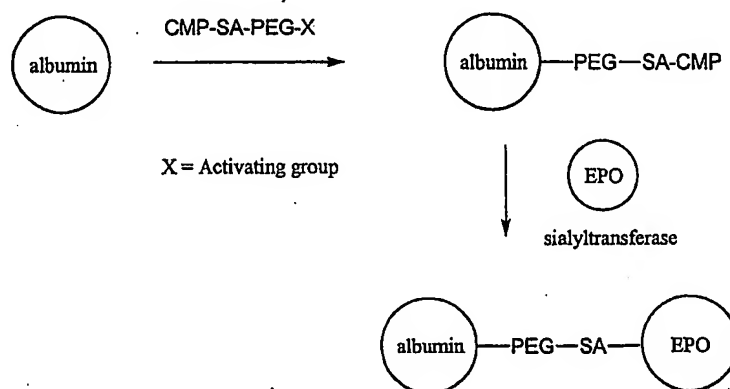 CMP-SA-PEG-X
albumin
albumin PEG SA-CMP
X = Activating group
EPO
sialyltransferase
albumin PEG SA EPO